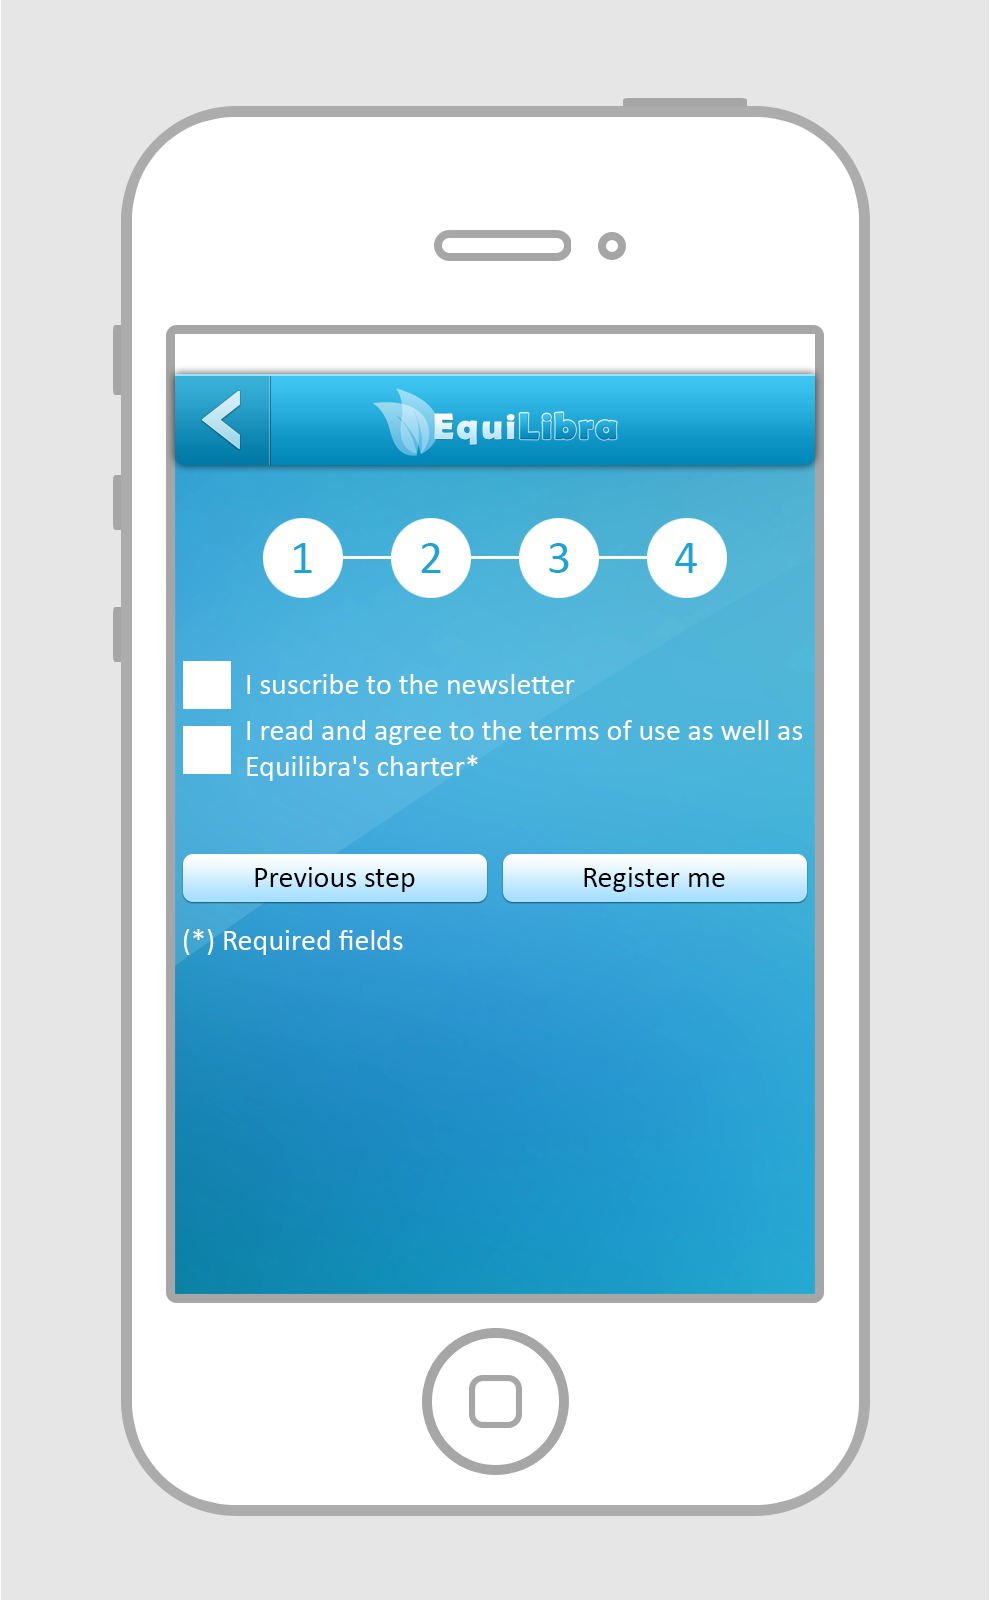 EquiLibra
1 2 3 4
I suscribe to the newsletter
I read and agree to the terms of use as well as
Equilibra's charter*
Previous step
Register me
(*) Required fields